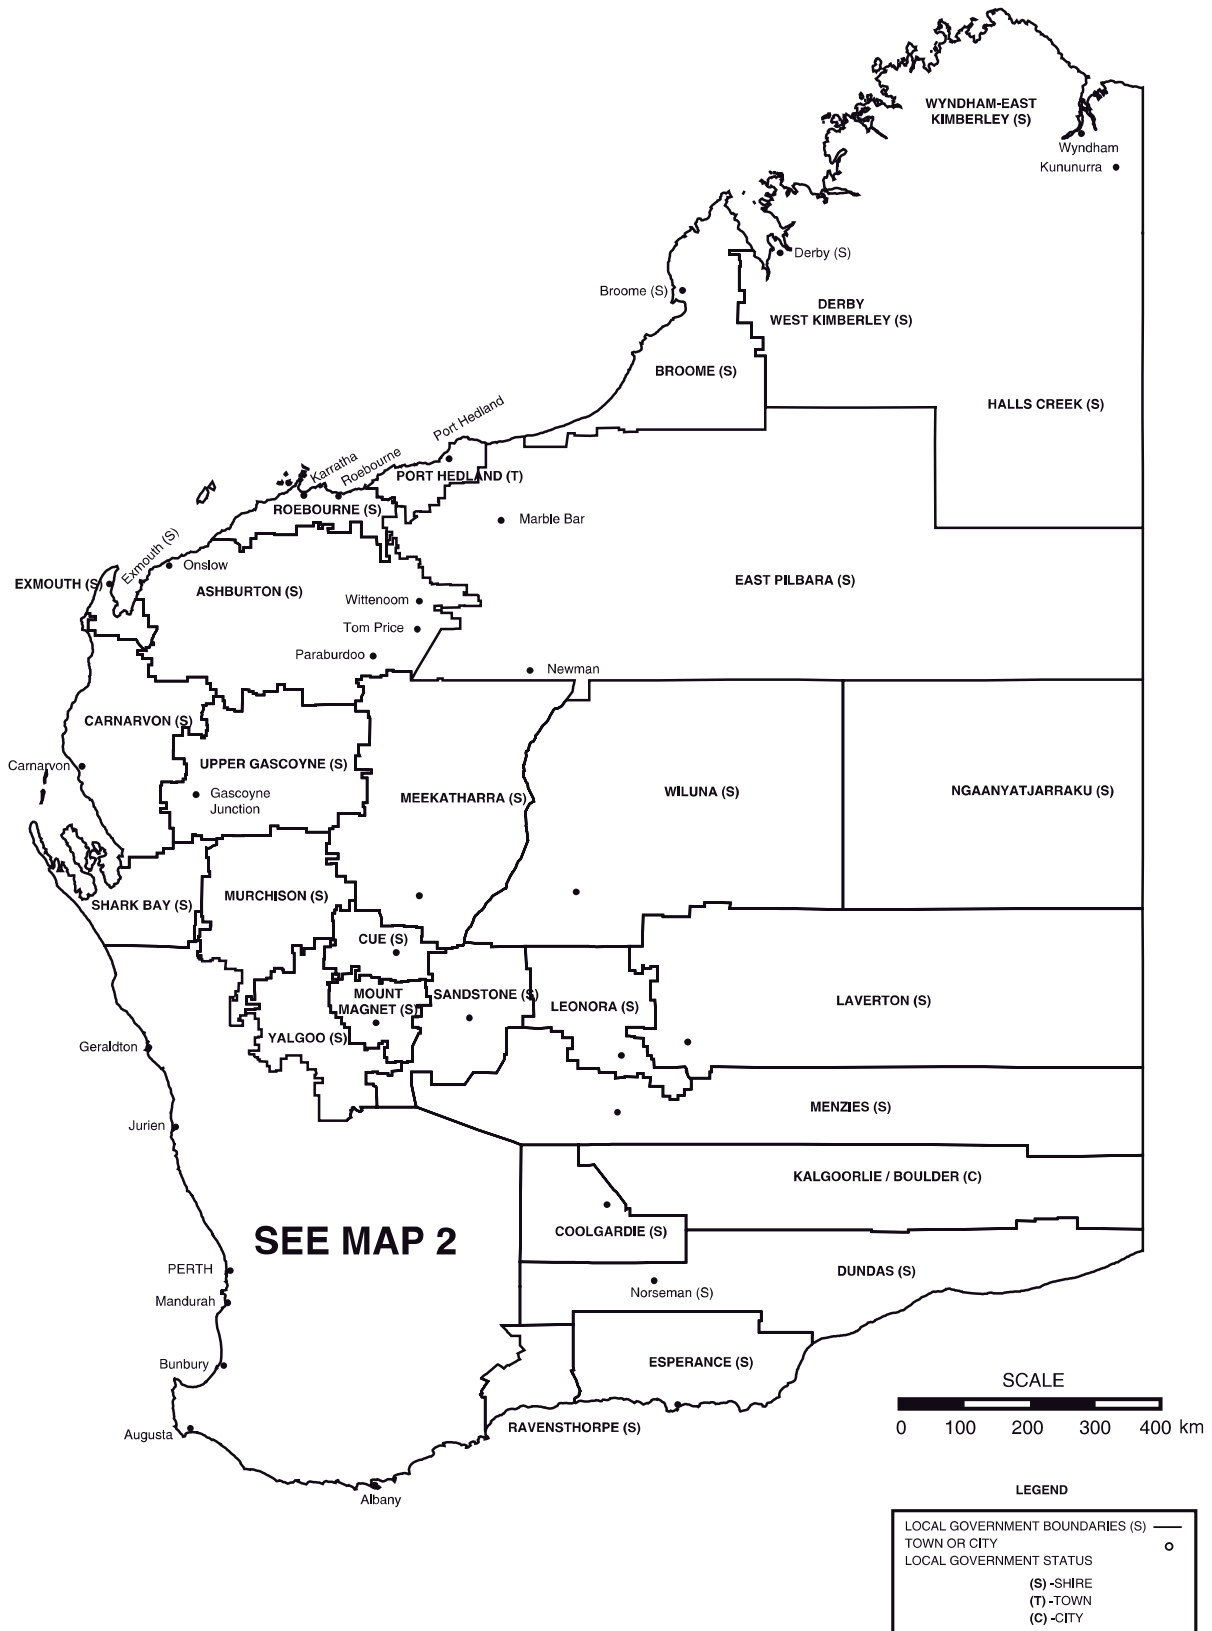 WYNDHAM-EAST
KIMBERLEY (S)
Wyndham
Kununurra
Derby (S)
Broome (S)
DERBY
WEST KIMBERLEY (S)
BROOME (S)
HALLS CREEK (S)
Port Hedland
Karratha
Roebourne
PORT HEDLAND (T)
ROEBOURNE (S)
Marble Bar
Exmouth (S)
Onslow
EXMOUTH (S)
ASHBURTON (S)
EAST PILBARA (S)
Wittenoom
Tom Price
Paraburdoo
Newman
CARNARVON (S)
Carnarvon
UPPER GASCOYNE (S)
Gascoyne
Junction
MEEKATHARRA (S)
WILUNA (S)
NGAANYATJARRAKU (S)
MURCHISON (S)
SHARK BAY (S)
CUE (S)
MOUNT
MAGNET (S)
SANDSTONE (S)
LEONORA (S)
LAVERTON (S)
YALGOO (S)
Geraldton
MENZIES (S)
Jurien
KALGOORLIE / BOULDER (C)
SEE MAP 2
COOLGARDIE (S)
PERTH
DUNDAS (S)
Norseman (S)
Mandurah
Bunbury
ESPERANCE (S)
Augusta
RAVENSTHORPE (S)
Albany
SCALE
0 100 200 300 400 km
LEGEND
LOCAL GOVERNMENT BOUNDARIES (S)
TOWN OR CITY
LOCAL GOVERNMENT STATUS
(S) -SHIRE
(T) -TOWN
(C) -CITY